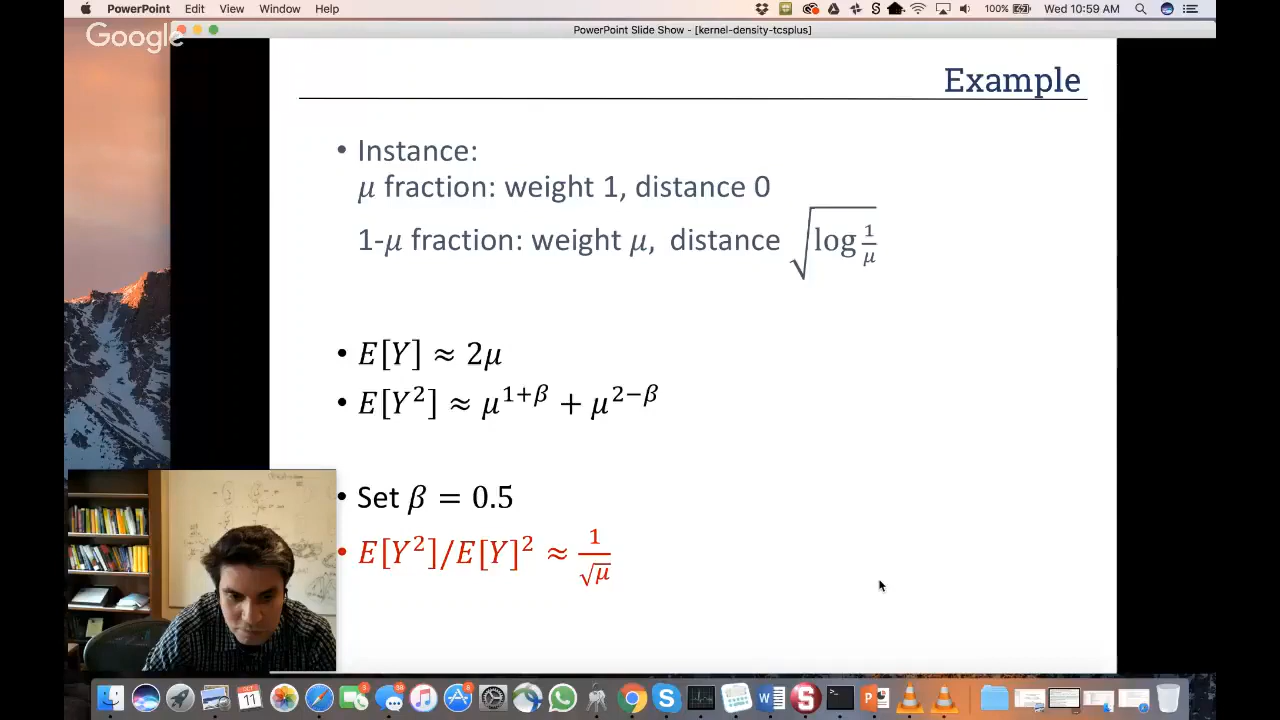 PowerPoint Edit View Window Help 100% Wed 10:59 AM
Google
PowerPoint Slide Show - [kernel-density-tcsplus]
Example
• Instance:
μ fraction: weight 1, distance 0
1-μ fraction: weight μ, distance √(log 1/μ)
• E[Y] ≈ 2μ
• E[Y²] ≈ μ^{1+β} + μ^{2−β}
• Set β = 0.5
• E[Y²]/E[Y]² ≈ 1/√μ